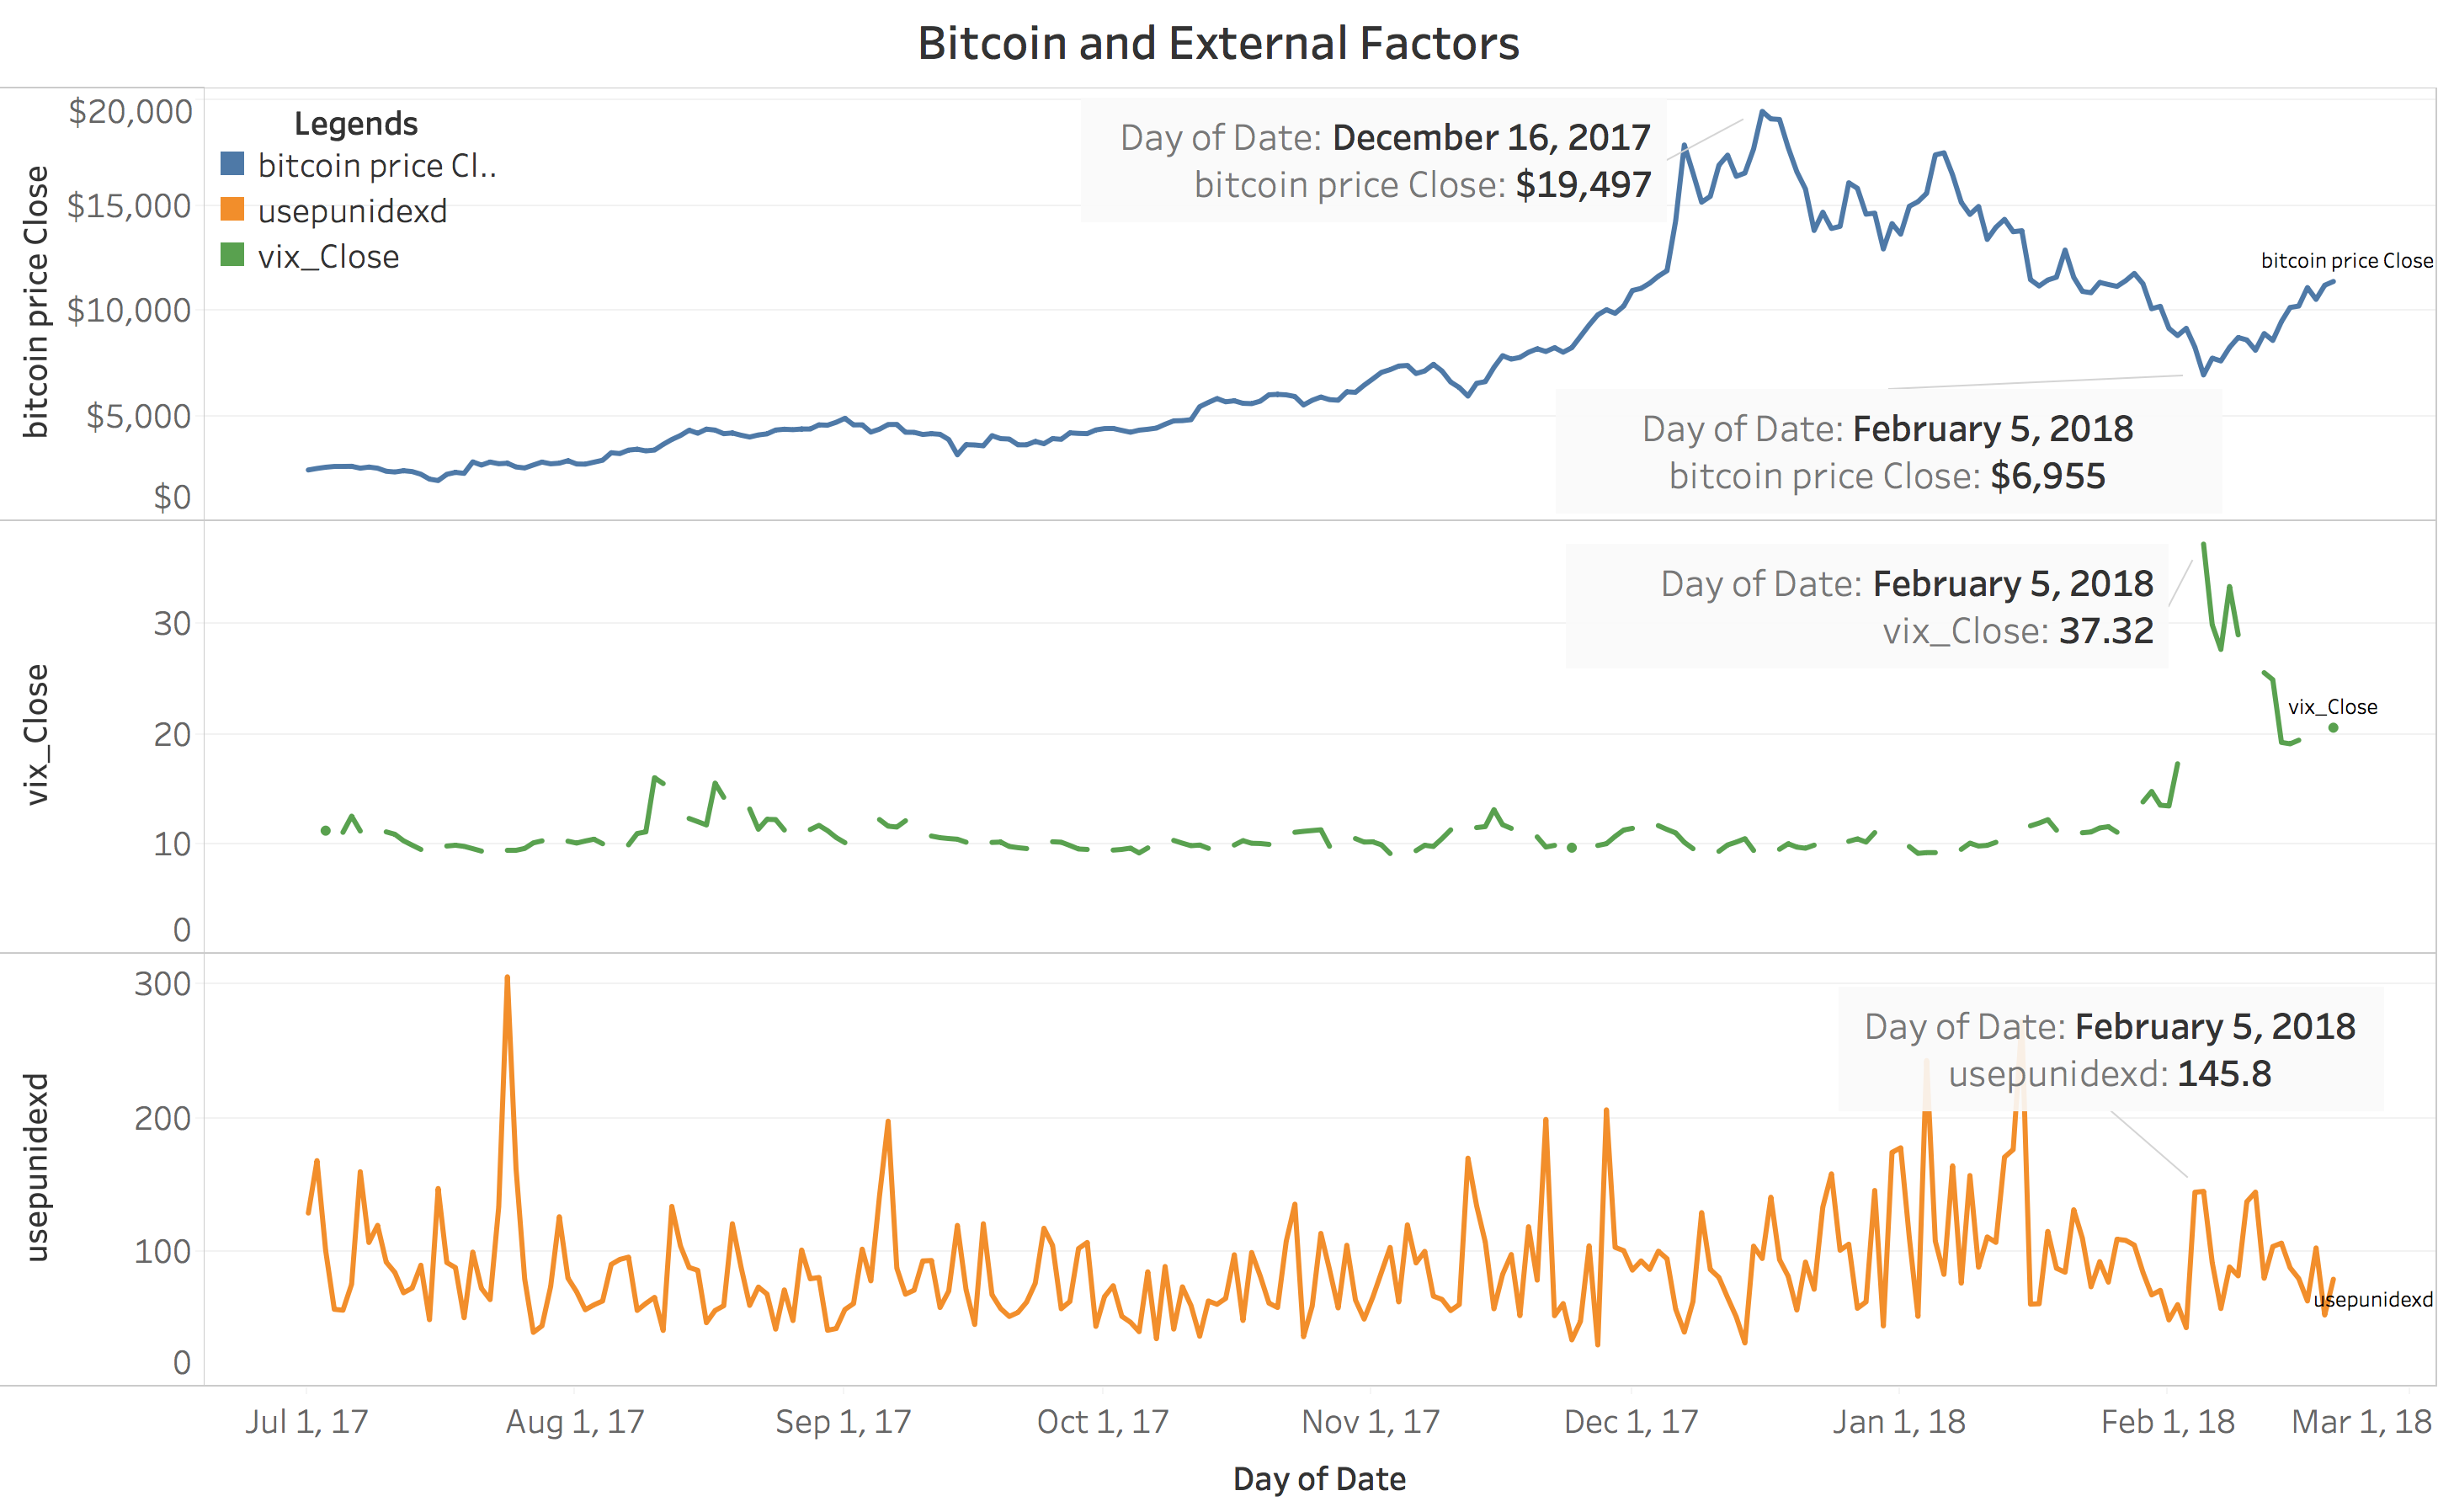 Bitcoin and External Factors
bitcoin price Close
$20,000
$15,000
$10,000
$5,000
$0
Legends
bitcoin price Cl..
usepunidexd
vix_Close
Day of Date: December 16, 2017
bitcoin price Close: $19,497
bitcoin price Close
Day of Date: February 5, 2018
bitcoin price Close: $6,955
vix_Close
30
20
10
0
Day of Date: February 5, 2018
vix_Close: 37.32
vix_Close
usepunidexd
300
200
100
0
Day of Date: February 5, 2018
usepunidexd: 145.8
usepunidexd
Jul 1, 17
Aug 1, 17
Sep 1, 17
Oct 1, 17
Nov 1, 17
Dec 1, 17
Jan 1, 18
Feb 1, 18
Mar 1, 18
Day of Date